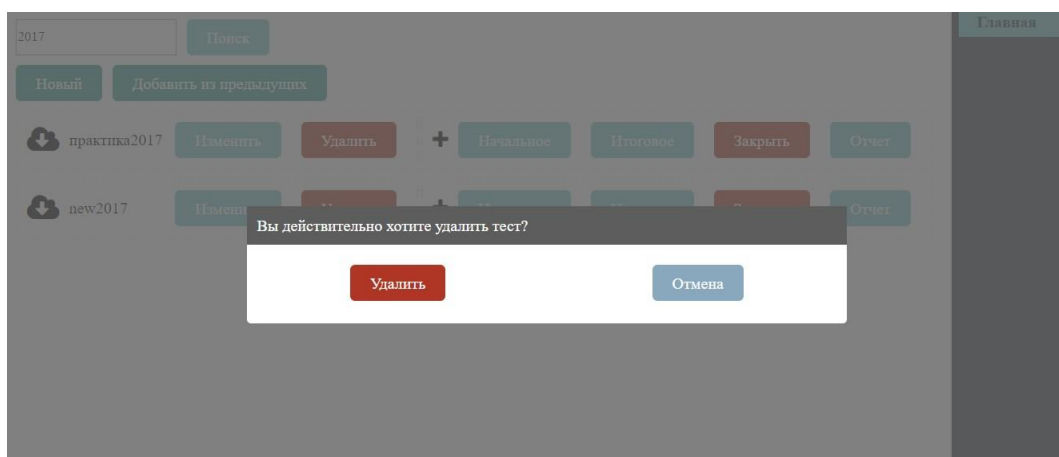 Главная
2017 Поиск
Новый Добавить из предыдущих
практика2017 Изменить Удалить Начальное Итоговое Закрыть Отчет
new2017 Отчет
Вы действительно хотите удалить тест?
Удалить Отмена